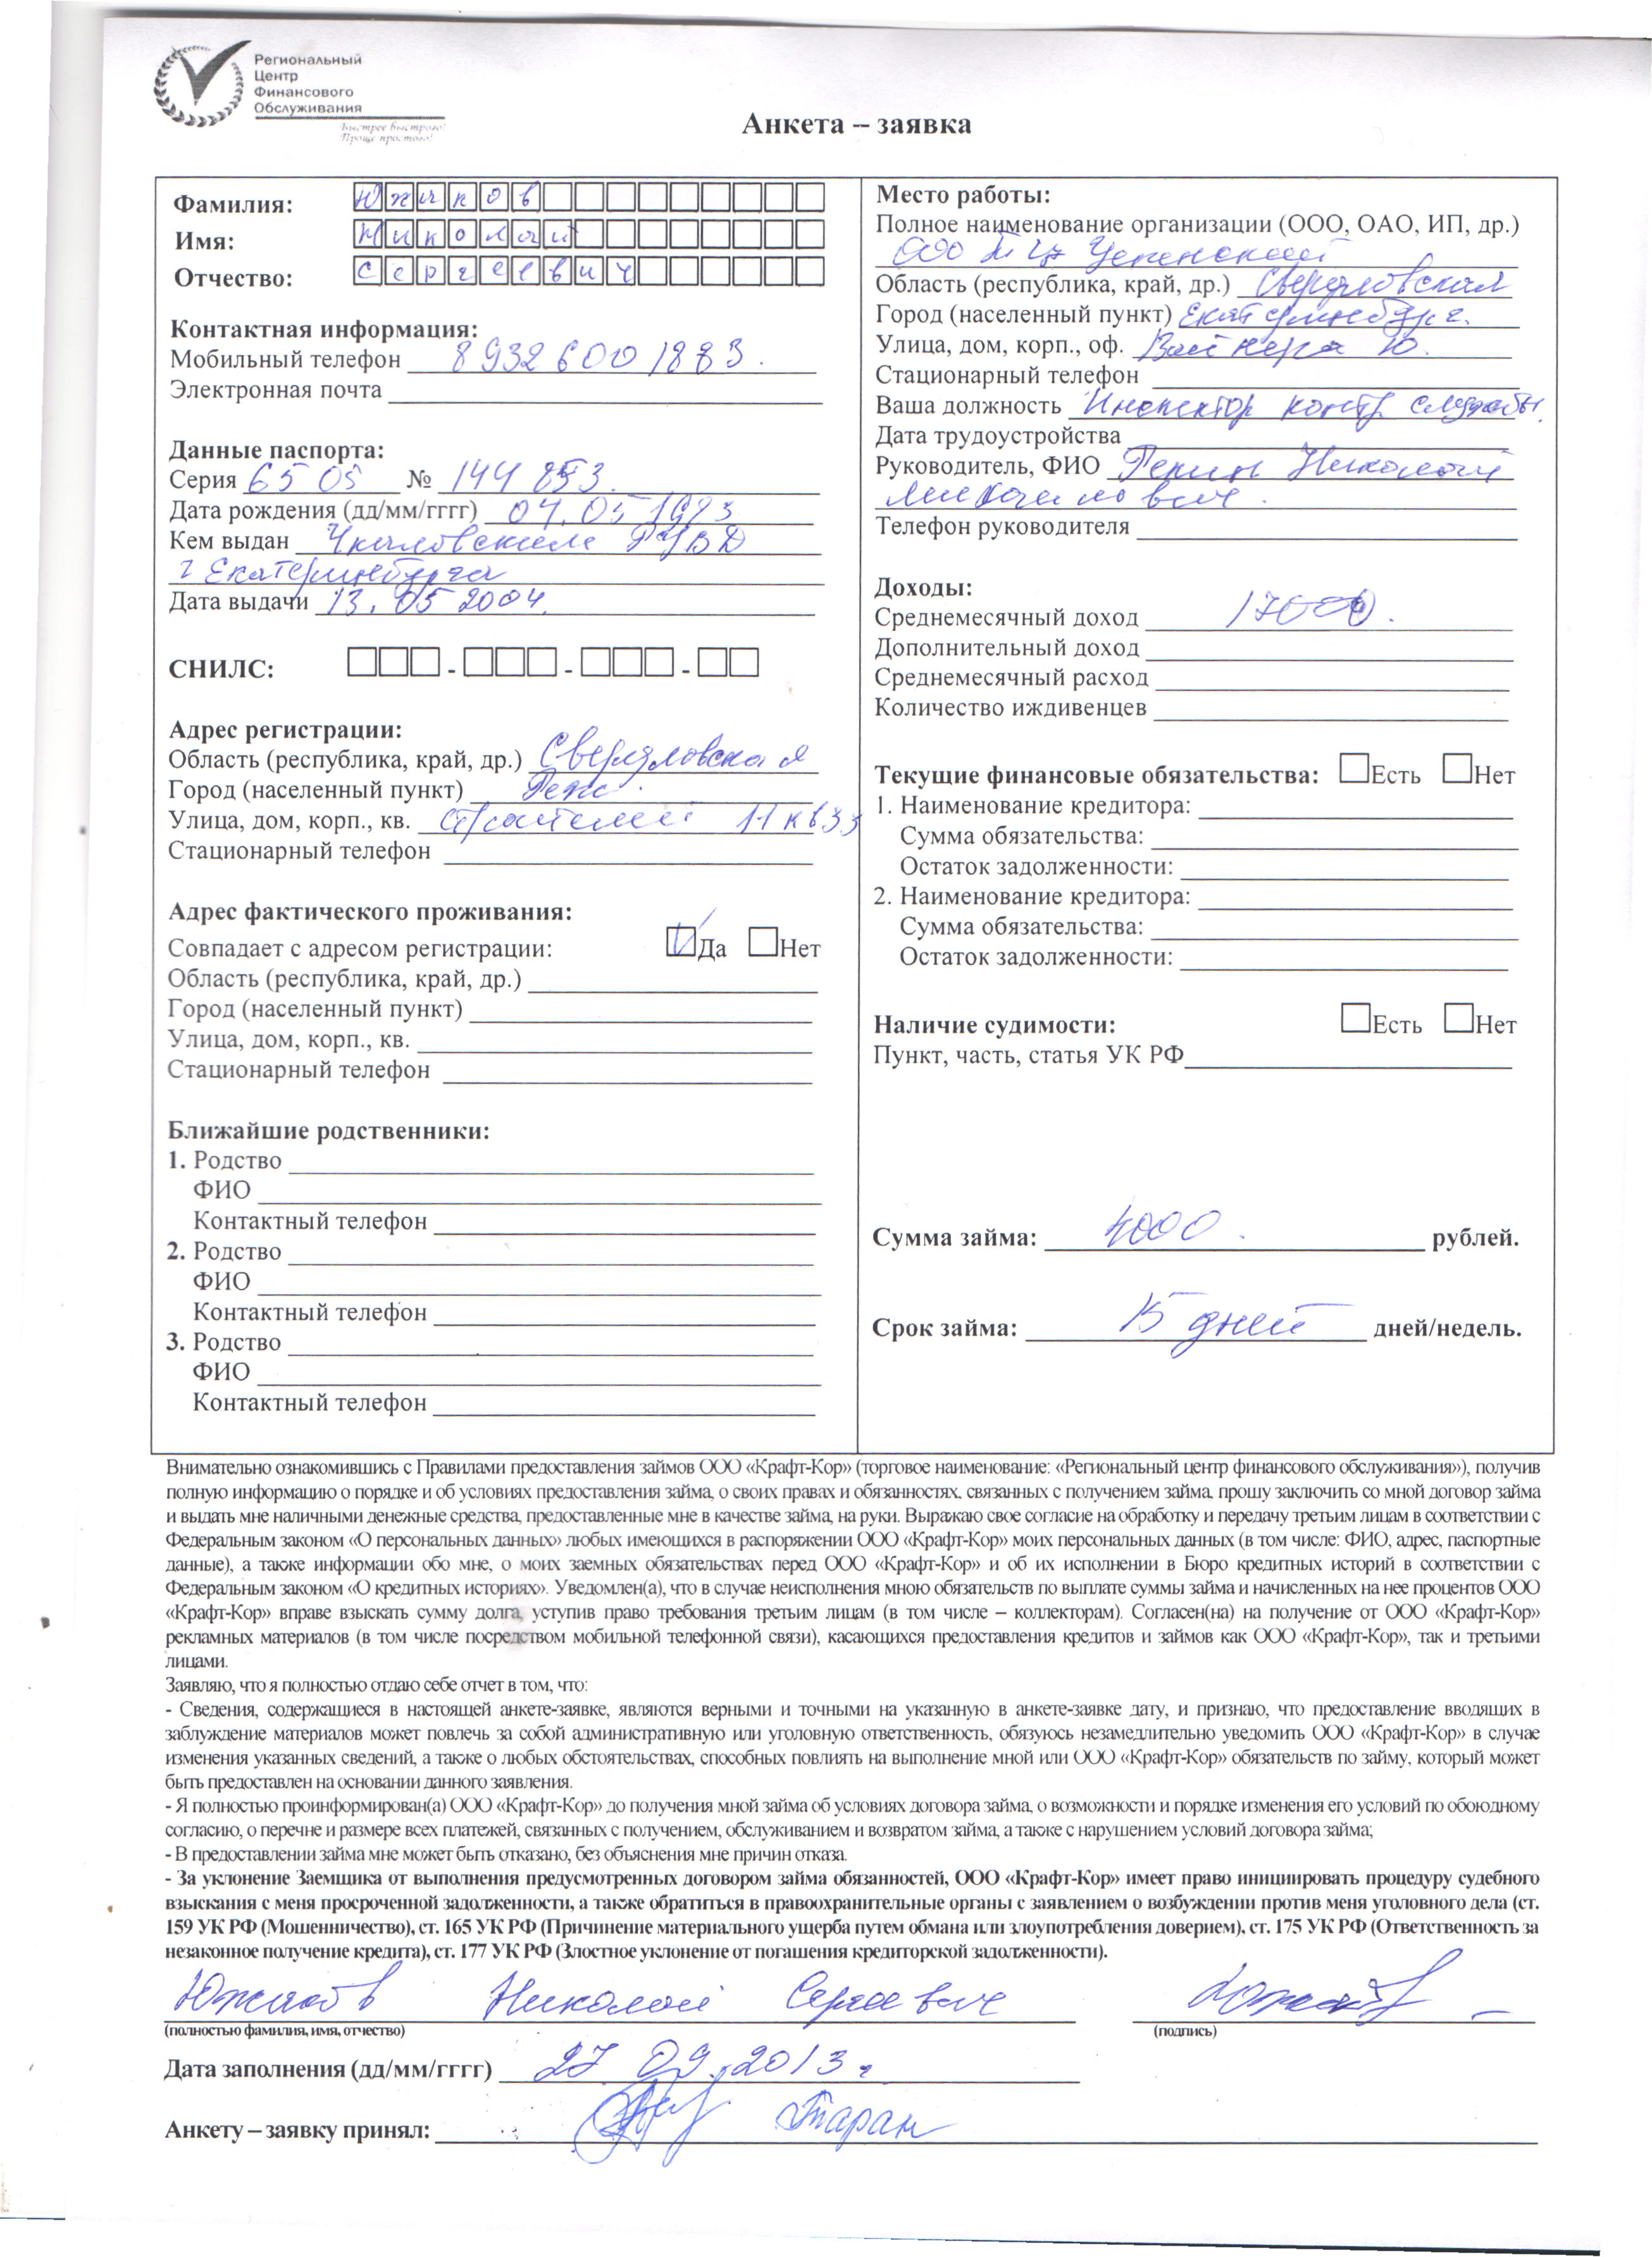 Региональный
Центр
Финансового
Обслуживания
Быстрее быстрого!
Проще простого!
Анкета – заявка
Фамилия: Южиков
Имя: Николай
Отчество: Сергеевич
Контактная информация:
Мобильный телефон 8 932 600 1883.
Электронная почта
Данные паспорта:
Серия 65 05 № 144 853.
Дата рождения (дд/мм/гггг) 04.05 1983
Кем выдан Чкаловским РУВД
г Екатеринбурга
Дата выдачи 13.05 2004.
СНИЛС: - - -
Адрес регистрации:
Область (республика, край, др.) Свердловская
Город (населенный пункт) Реж.
Улица, дом, корп., кв. Строителей 11 кв 33
Стационарный телефон
Адрес фактического проживания:
Совпадает с адресом регистрации: Да Нет
Область (республика, край, др.)
Город (населенный пункт)
Улица, дом, корп., кв.
Стационарный телефон
Ближайшие родственники:
1. Родство
ФИО
Контактный телефон
2. Родство
ФИО
Контактный телефон
3. Родство
ФИО
Контактный телефон
Место работы:
Полное наименование организации (ООО, ОАО, ИП, др.)
ООО ТЦ Успенский
Область (республика, край, др.) Свердловская
Город (населенный пункт) Екатеринбург.
Улица, дом, корп., оф. Вайнера 10.
Стационарный телефон
Ваша должность Инспектор контр службы.
Дата трудоустройства
Руководитель, ФИО Николай
Михайлович.
Телефон руководителя
Доходы:
Среднемесячный доход 17000.
Дополнительный доход
Среднемесячный расход
Количество иждивенцев
Текущие финансовые обязательства: Есть Нет
1. Наименование кредитора:
Сумма обязательства:
Остаток задолженности:
2. Наименование кредитора:
Сумма обязательства:
Остаток задолженности:
Наличие судимости: Есть Нет
Пункт, часть, статья УК РФ
Сумма займа: 4000. рублей.
Срок займа: 15 дней дней/недель.
Внимательно ознакомившись с Правилами предоставления займов ООО «Крафт-Кор» (торговое наименование: «Региональный центр финансового обслуживания»), получив
полную информацию о порядке и об условиях предоставления займа, о своих правах и обязанностях, связанных с получением займа, прошу заключить со мной договор займа
и выдать мне наличными денежные средства, предоставленные мне в качестве займа, на руки. Выражаю свое согласие на обработку и передачу третьим лицам в соответствии с
Федеральным законом «О персональных данных» любых имеющихся в распоряжении ООО «Крафт-Кор» моих персональных данных (в том числе: ФИО, адрес, паспортные
данные), а также информации обо мне, о моих заемных обязательствах перед ООО «Крафт-Кор» и об их исполнении в Бюро кредитных историй в соответствии с
Федеральным законом «О кредитных историях». Уведомлен(а), что в случае неисполнения мною обязательств по выплате суммы займа и начисленных на нее процентов ООО
«Крафт-Кор» вправе взыскать сумму долга, уступив право требования третьим лицам (в том числе – коллекторам). Согласен(на) на получение от ООО «Крафт-Кор»
рекламных материалов (в том числе посредством мобильной телефонной связи), касающихся предоставления кредитов и займов как ООО «Крафт-Кор», так и третьими
лицами.
Заявляю, что я полностью отдаю себе отчет в том, что:
- Сведения, содержащиеся в настоящей анкете-заявке, являются верными и точными на указанную в анкете-заявке дату, и признаю, что предоставление вводящих в
заблуждение материалов может повлечь за собой административную или уголовную ответственность, обязуюсь незамедлительно уведомить ООО «Крафт-Кор» в случае
изменения указанных сведений, а также о любых обстоятельствах, способных повлиять на выполнение мной или ООО «Крафт-Кор» обязательств по займу, который может
быть предоставлен на основании данного заявления.
- Я полностью проинформирован(а) ООО «Крафт-Кор» до получения мной займа об условиях договора займа, о возможности и порядке изменения его условий по обоюдному
согласию, о перечне и размере всех платежей, связанных с получением, обслуживанием и возвратом займа, а также с нарушением условий договора займа;
- В предоставлении займа мне может быть отказано, без объяснения мне причин отказа.
- За уклонение Заемщика от выполнения предусмотренных договором займа обязанностей, ООО «Крафт-Кор» имеет право инициировать процедуру судебного
взыскания с меня просроченной задолженности, а также обратиться в правоохранительные органы с заявлением о возбуждении против меня уголовного дела (ст.
159 УК РФ (Мошенничество), ст. 165 УК РФ (Причинение материального ущерба путем обмана или злоупотребления доверием), ст. 175 УК РФ (Ответственность за
незаконное получение кредита), ст. 177 УК РФ (Злостное уклонение от погашения кредиторской задолженности).
Южиков Николай Сергеевич
(полностью фамилия, имя, отчество) (подпись)
Дата заполнения (дд/мм/гггг) 27 09.2013 г
Анкету – заявку принял: Таран